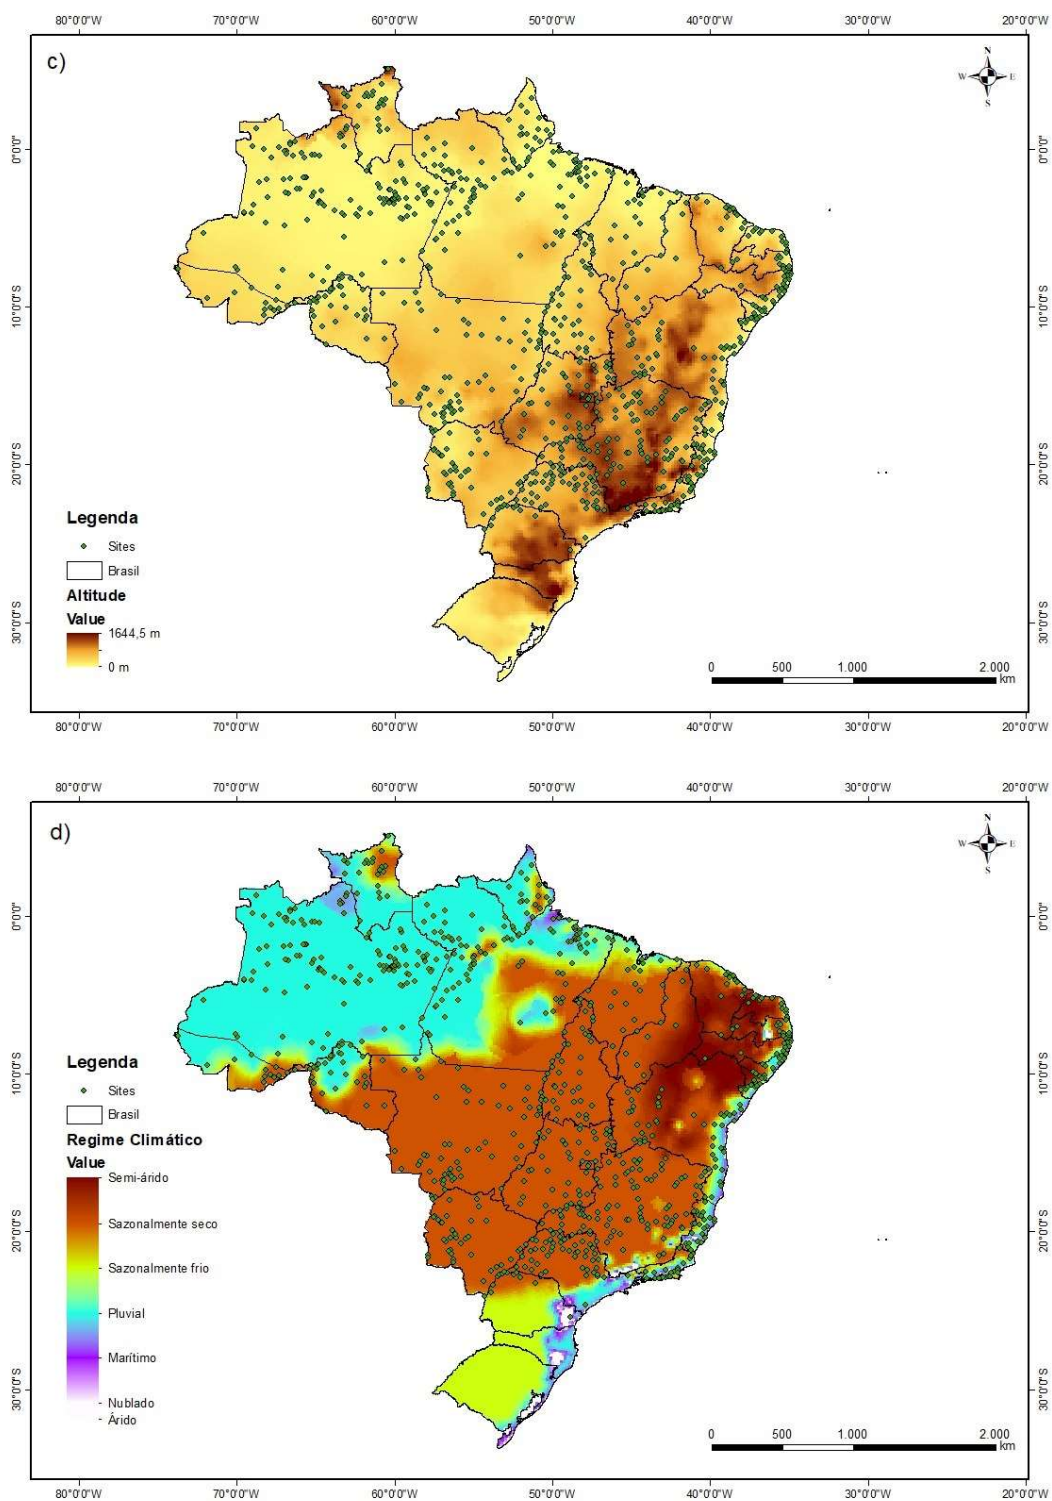 80°0'0"W 70°0'0"W 60°0'0"W 50°0'0"W 40°0'0"W 30°0'0"W 20°0'0"W
c)
N
W E
S
0°0'0" 0°0'0"
10°0'0"S 10°0'0"S
20°0'0"S 20°0'0"S
30°0'0"S 30°0'0"S
Legenda
Sites
Brasil
Altitude
Value
1644,5 m
0 m
0 500 1.000 2.000
km
80°0'0"W 70°0'0"W 60°0'0"W 50°0'0"W 40°0'0"W 30°0'0"W 20°0'0"W
80°0'0"W 70°0'0"W 60°0'0"W 50°0'0"W 40°0'0"W 30°0'0"W 20°0'0"W
d)
N
W E
S
0°0'0" 0°0'0"
10°0'0"S 10°0'0"S
20°0'0"S 20°0'0"S
30°0'0"S 30°0'0"S
Legenda
Sites
Brasil
Regime Climático
Value
Semi-árido
Sazonalmente seco
Sazonalmente frio
Pluvial
Marítimo
Nublado
Árido
0 500 1.000 2.000
km
80°0'0"W 70°0'0"W 60°0'0"W 50°0'0"W 40°0'0"W 30°0'0"W 20°0'0"W